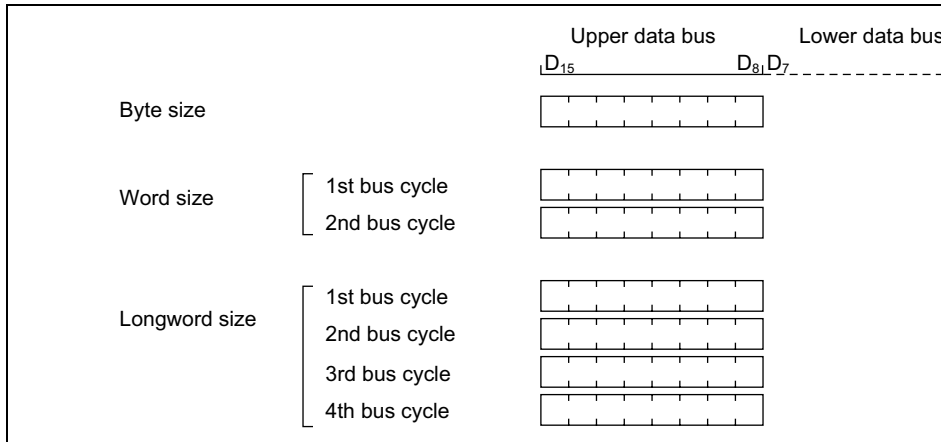 Upper data bus Lower data bus
D15 D8 D7
Byte size
Word size
1st bus cycle
2nd bus cycle
Longword size
1st bus cycle
2nd bus cycle
3rd bus cycle
4th bus cycle